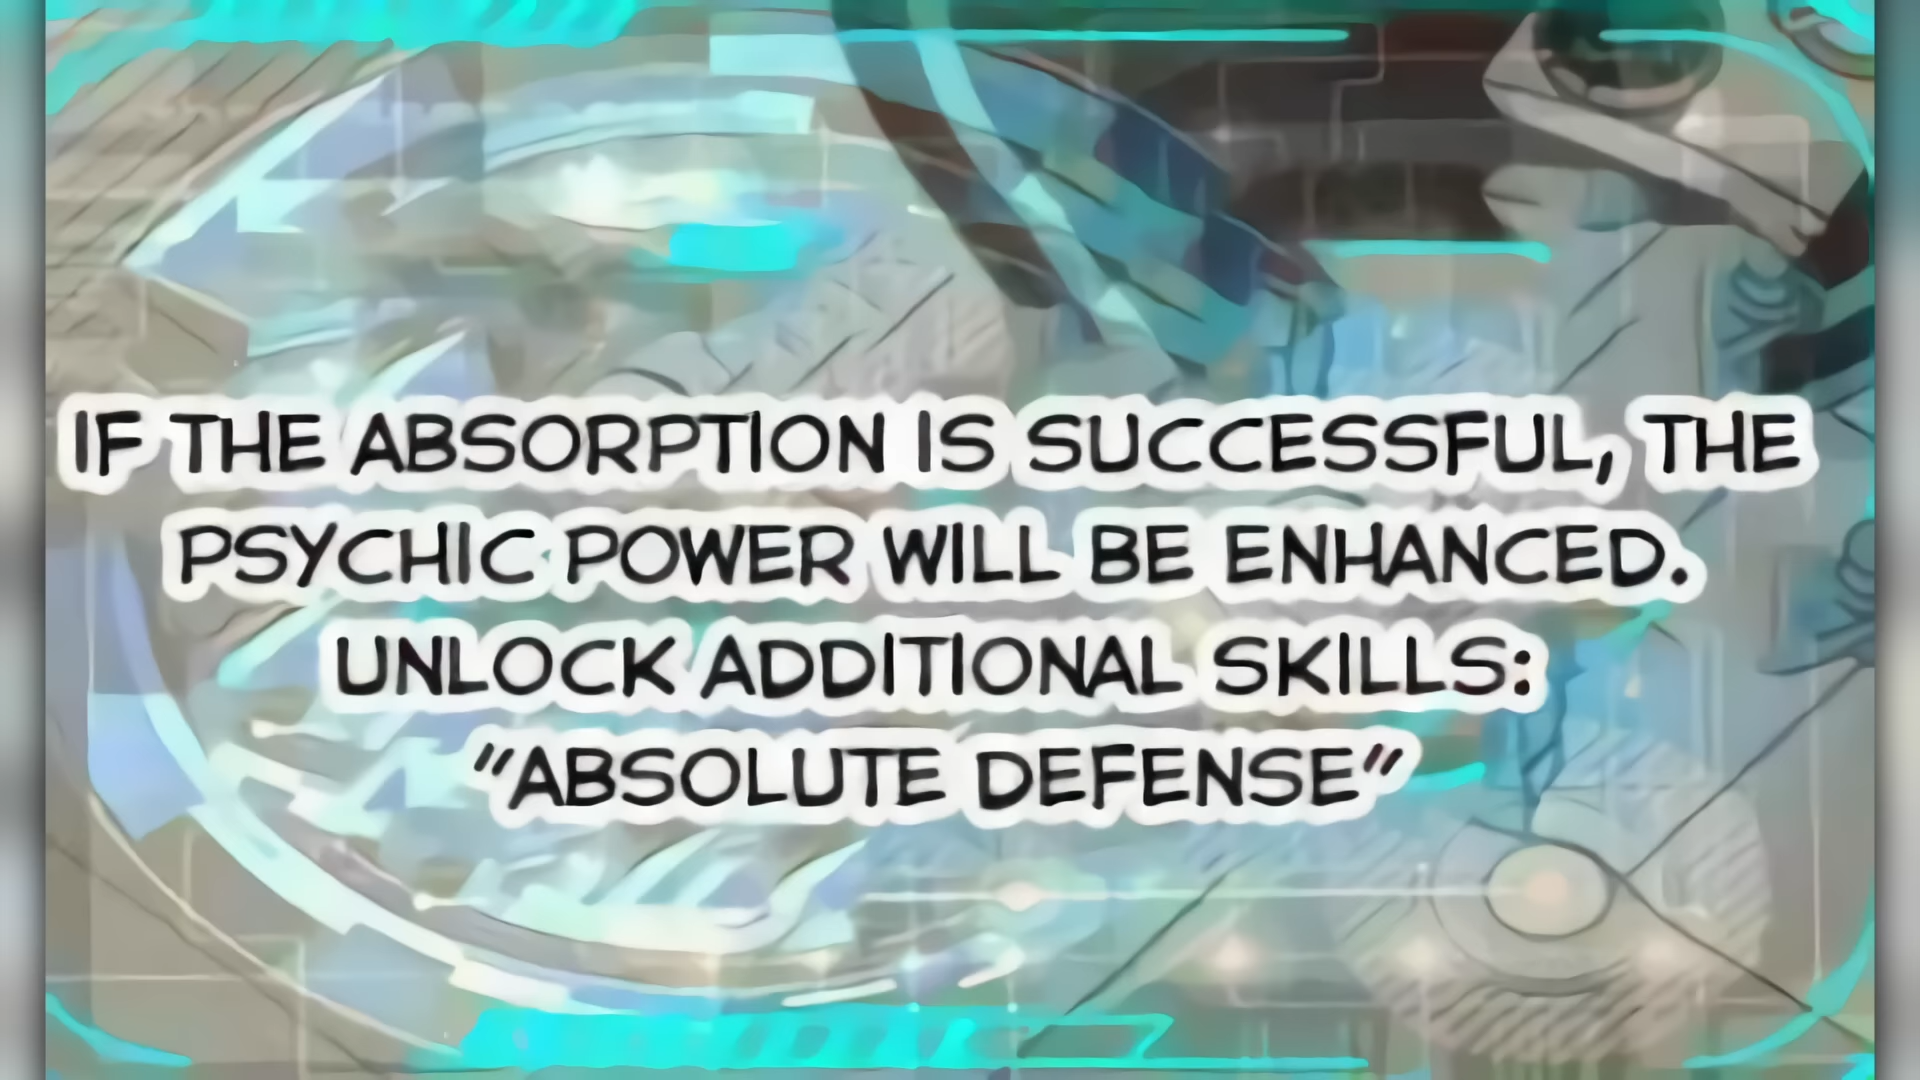 IF THE ABSORPTION IS SUCCESSFUL, THE
PSYCHIC POWER WILL BE ENHANCED.
UNLOCK ADDITIONAL SKILLS:
"ABSOLUTE DEFENSE"